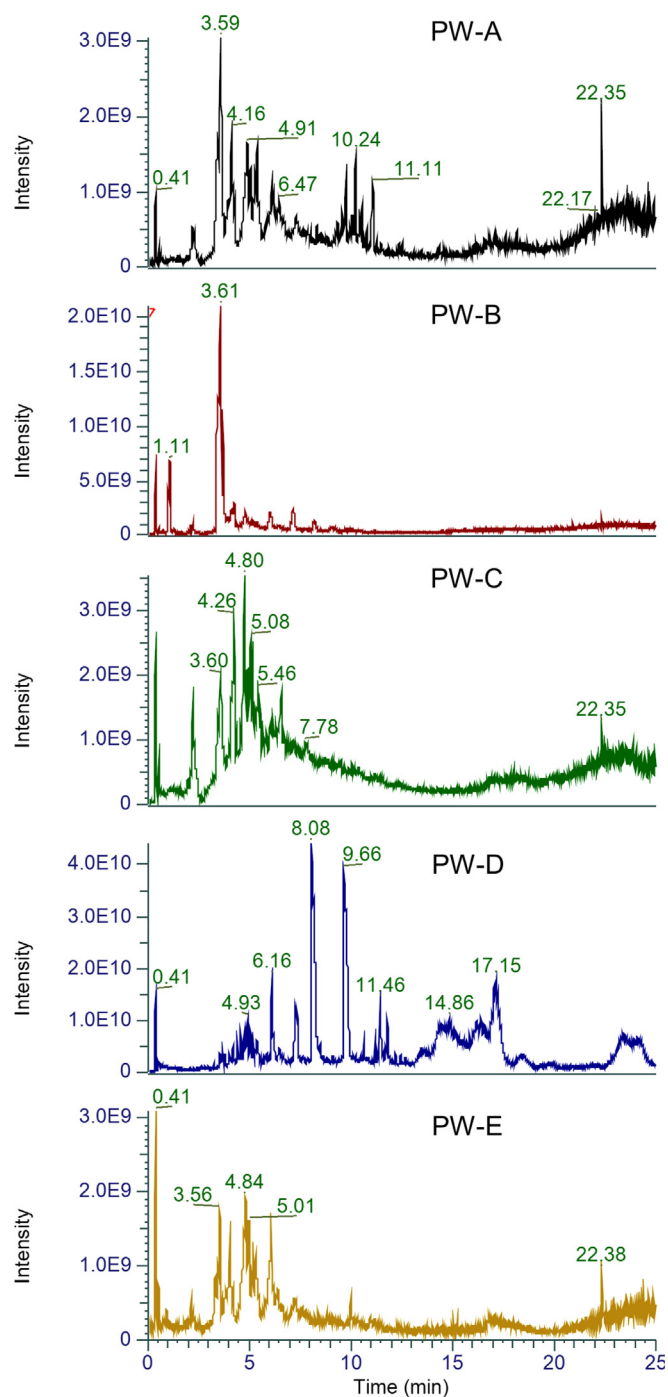 PW-A
3.59
3.0E9
4.16
4.91
22.35
2.0E9
10.24
11.11
0.41
6.47
22.17
1.0E9
0
Intensity
PW-B
3.61
2.0E10
7
1.5E10
1.0E10
1.11
5.0E9
0
Intensity
PW-C
4.80
4.26
3.0E9
5.08
3.60
5.46
2.0E9
7.78
22.35
1.0E9
0
Intensity
PW-D
8.08
9.66
4.0E10
3.0E10
6.16
17.15
2.0E10
0.41
11.46
4.93
14.86
1.0E10
0
Intensity
PW-E
0.41
3.0E9
3.56
4.84
5.01
2.0E9
22.38
1.0E9
0
Intensity
0 5 10 15 20 25
Time (min)